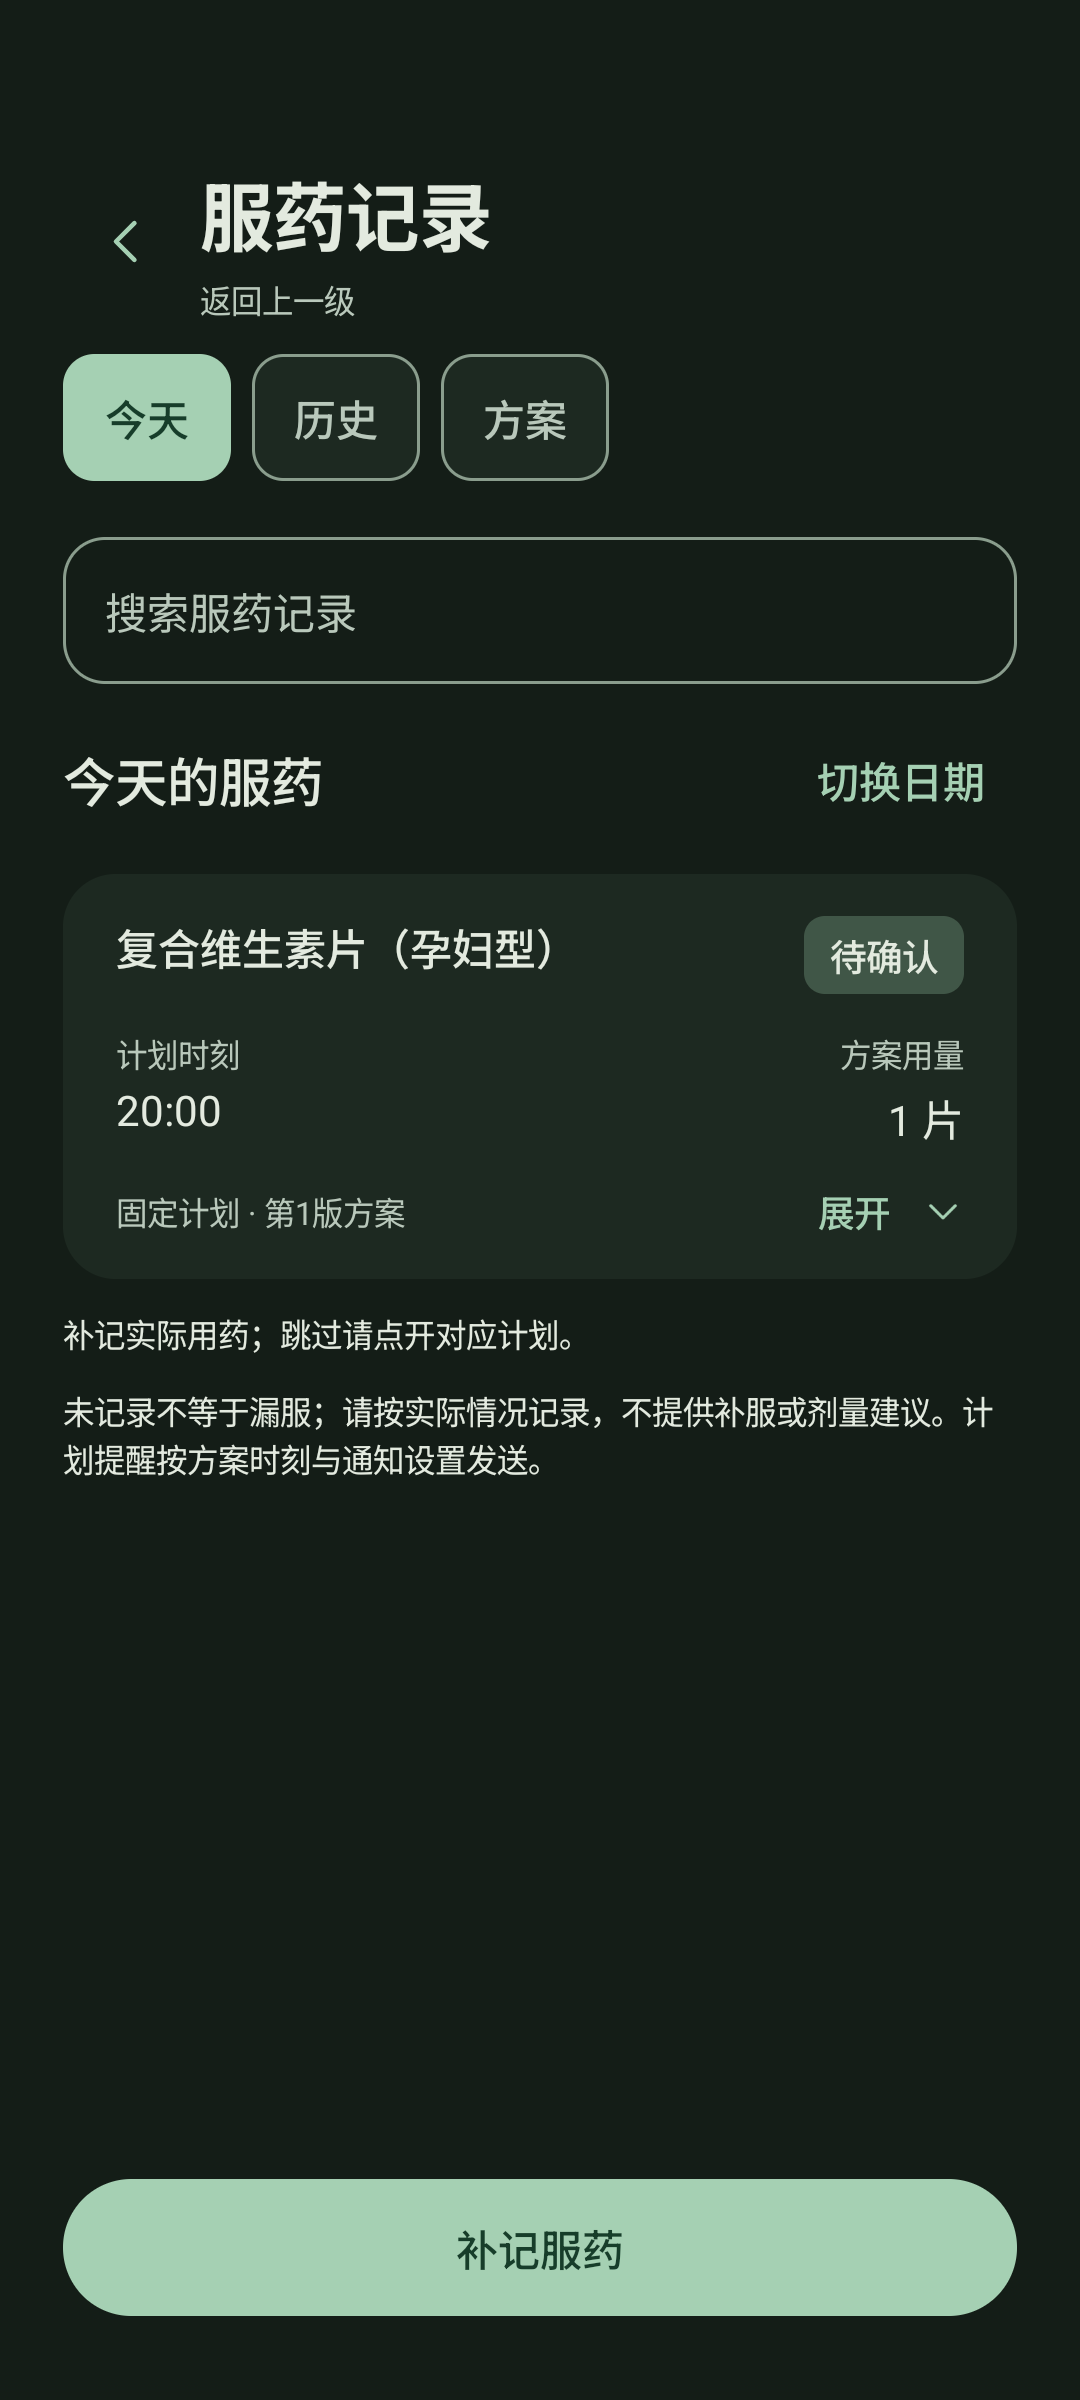 服药记录
返回上一级
今天
历史
方案
搜索服药记录
今天的服药
切换日期
复合维生素片（孕妇型）
待确认
计划时刻
方案用量
20:00
1 片
固定计划 · 第1版方案
展开
补记实际用药；跳过请点开对应计划。
未记录不等于漏服；请按实际情况记录，不提供补服或剂量建议。计
划提醒按方案时刻与通知设置发送。
补记服药